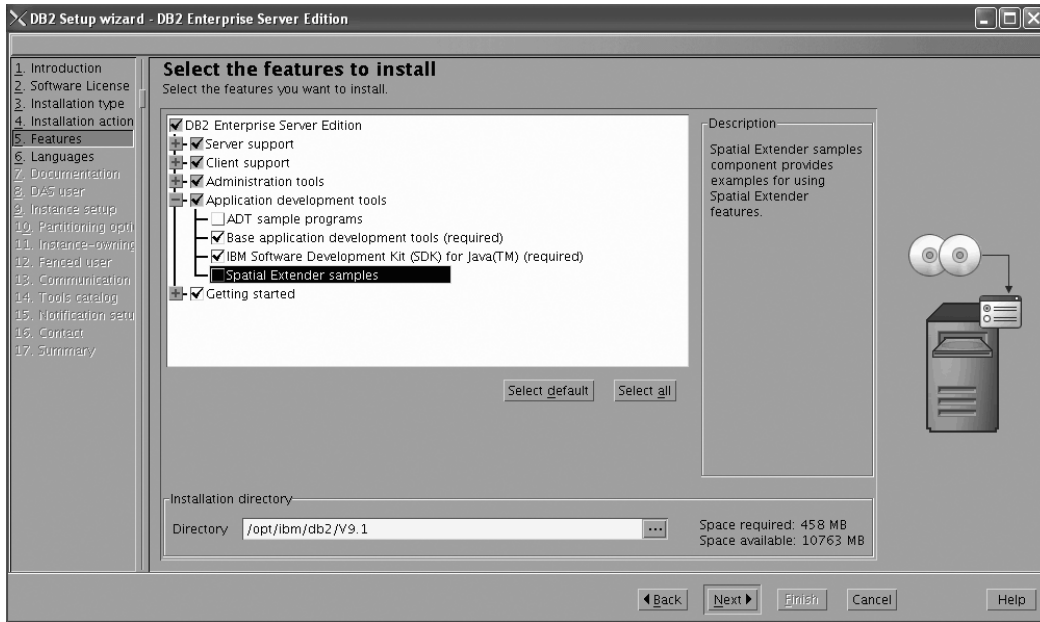 DB2 Setup wizard - DB2 Enterprise Server Edition
1. Introduction
2. Software License
3. Installation type
4. Installation action
5. Features
6. Languages
7. Documentation
8. DAS user
9. Instance setup
10. Partitioning opti
11. Instance-owning
12. Fenced user
13. Communication
14. Tools catalog
15. Notification setu
16. Contact
17. Summary
Select the features to install
Select the features you want to install.
DB2 Enterprise Server Edition
Server support
Client support
Administration tools
Application development tools
ADT sample programs
Base application development tools (required)
IBM Software Development Kit (SDK) for Java(TM) (required)
Spatial Extender samples
Getting started
Select default
Select all
Description
Spatial Extender samples
component provides
examples for using
Spatial Extender
features.
Installation directory
Directory /opt/ibm/db2/V9.1 ...
Space required: 458 MB
Space available: 10763 MB
Back Next Finish Cancel Help